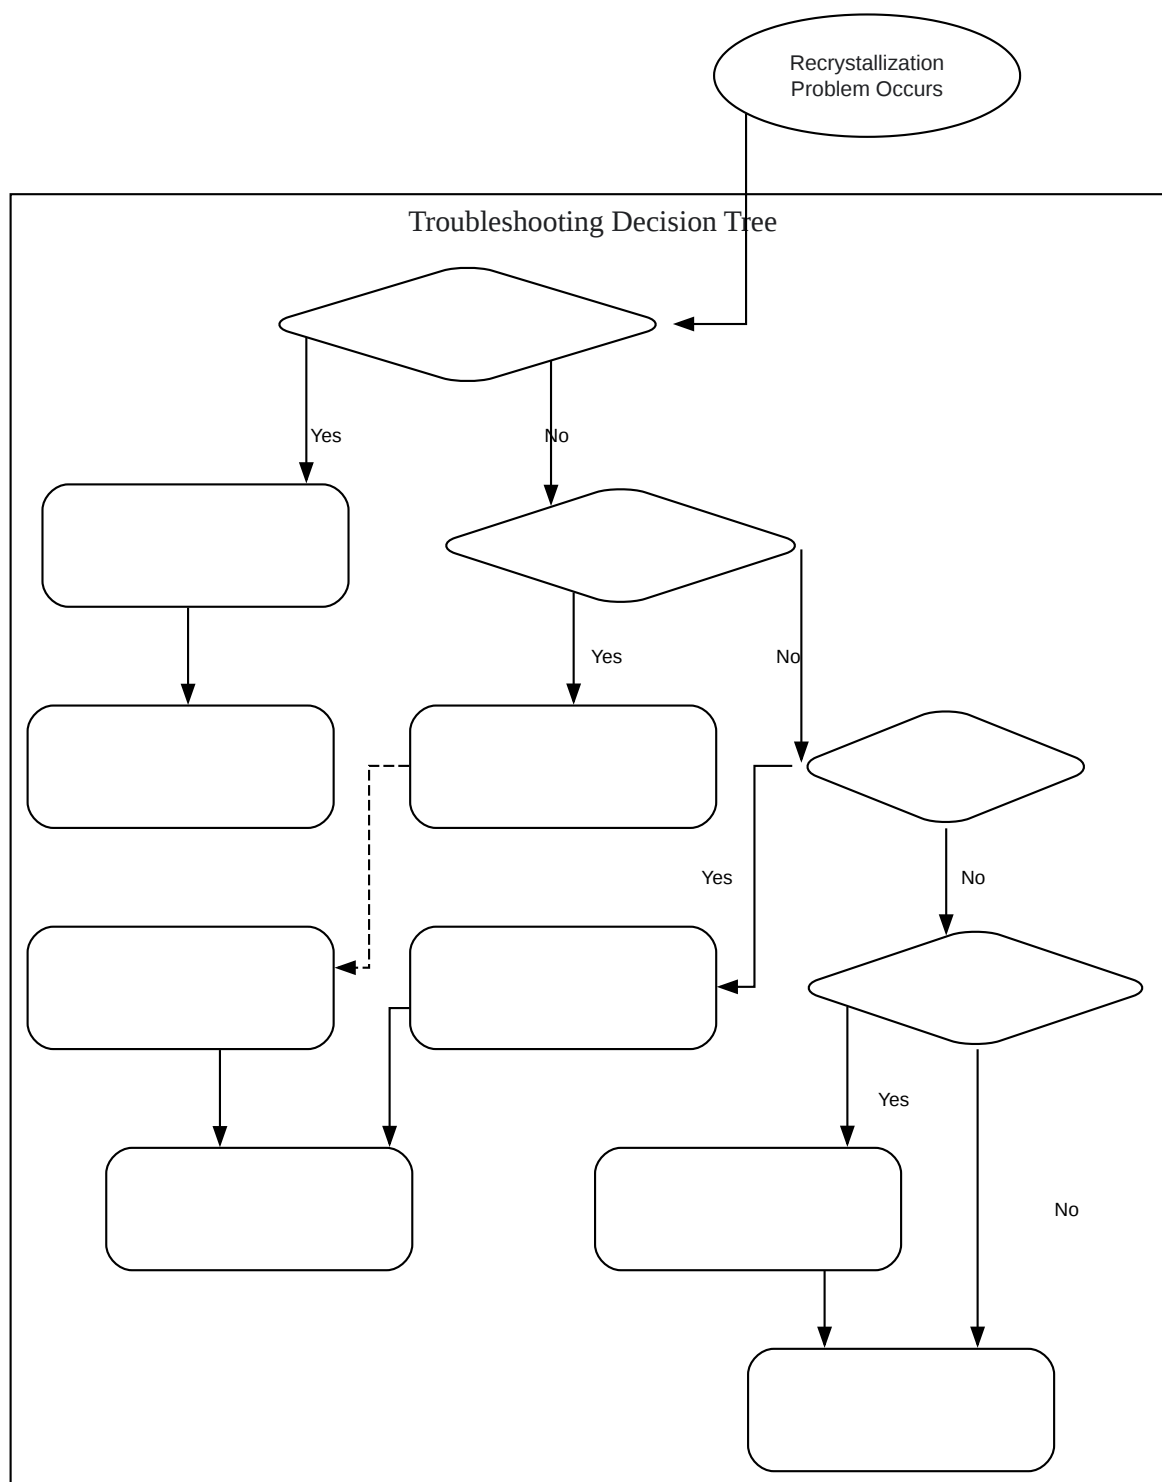 Recrystallization
Problem Occurs
Troubleshooting Decision Tree
Yes
No
Yes
No
Yes
No
Yes
No